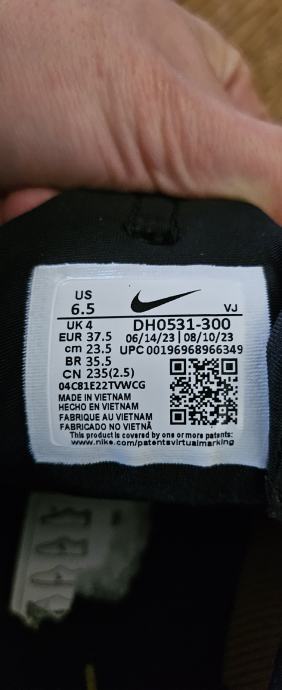 US
6.5
VJ
UK 4
DH0531-300
EUR 37.5
06/14/23 | 08/10/23
cm 23.5
UPC 00196968966349
BR 35.5
CN 235(2.5)
04C81E22TVWCG
MADE IN VIETNAM
HECHO EN VIETNAM
FABRIQUE AU VIETNAM
FABRICADO NO VIETNÃ
This product is covered by one or more patents:
www.nike.com/patentsvirtualmarking